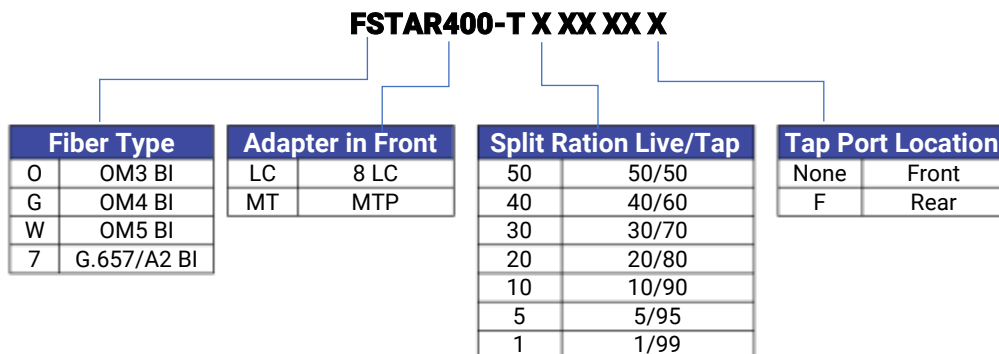 FSTAR400-T X XX XX X
Fiber Type
O OM3 BI
G OM4 BI
W OM5 BI
7 G.657/A2 BI
Adapter in Front
LC 8 LC
MT MTP
Split Ration Live/Tap
50 50/50
40 40/60
30 30/70
20 20/80
10 10/90
5 5/95
1 1/99
Tap Port Location
None Front
F Rear